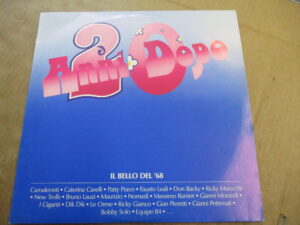 20
Anni Dopo
IL BELLO DEL '68
Camaleonti • Caterina Caselli • Patty Pravo • Fausto Leali • Don Backy • Ricky Maiocchi
• New Trolls • Bruno Lauzi • Maurizio • Nomadi • Massimo Ranieri • Gianni Morandi •
I Giganti • Dik Dik • Le Orme • Ricky Gianco • Gian Pieretti • Gianni Pettenati •
Bobby Solo • Equipe 84 • ...